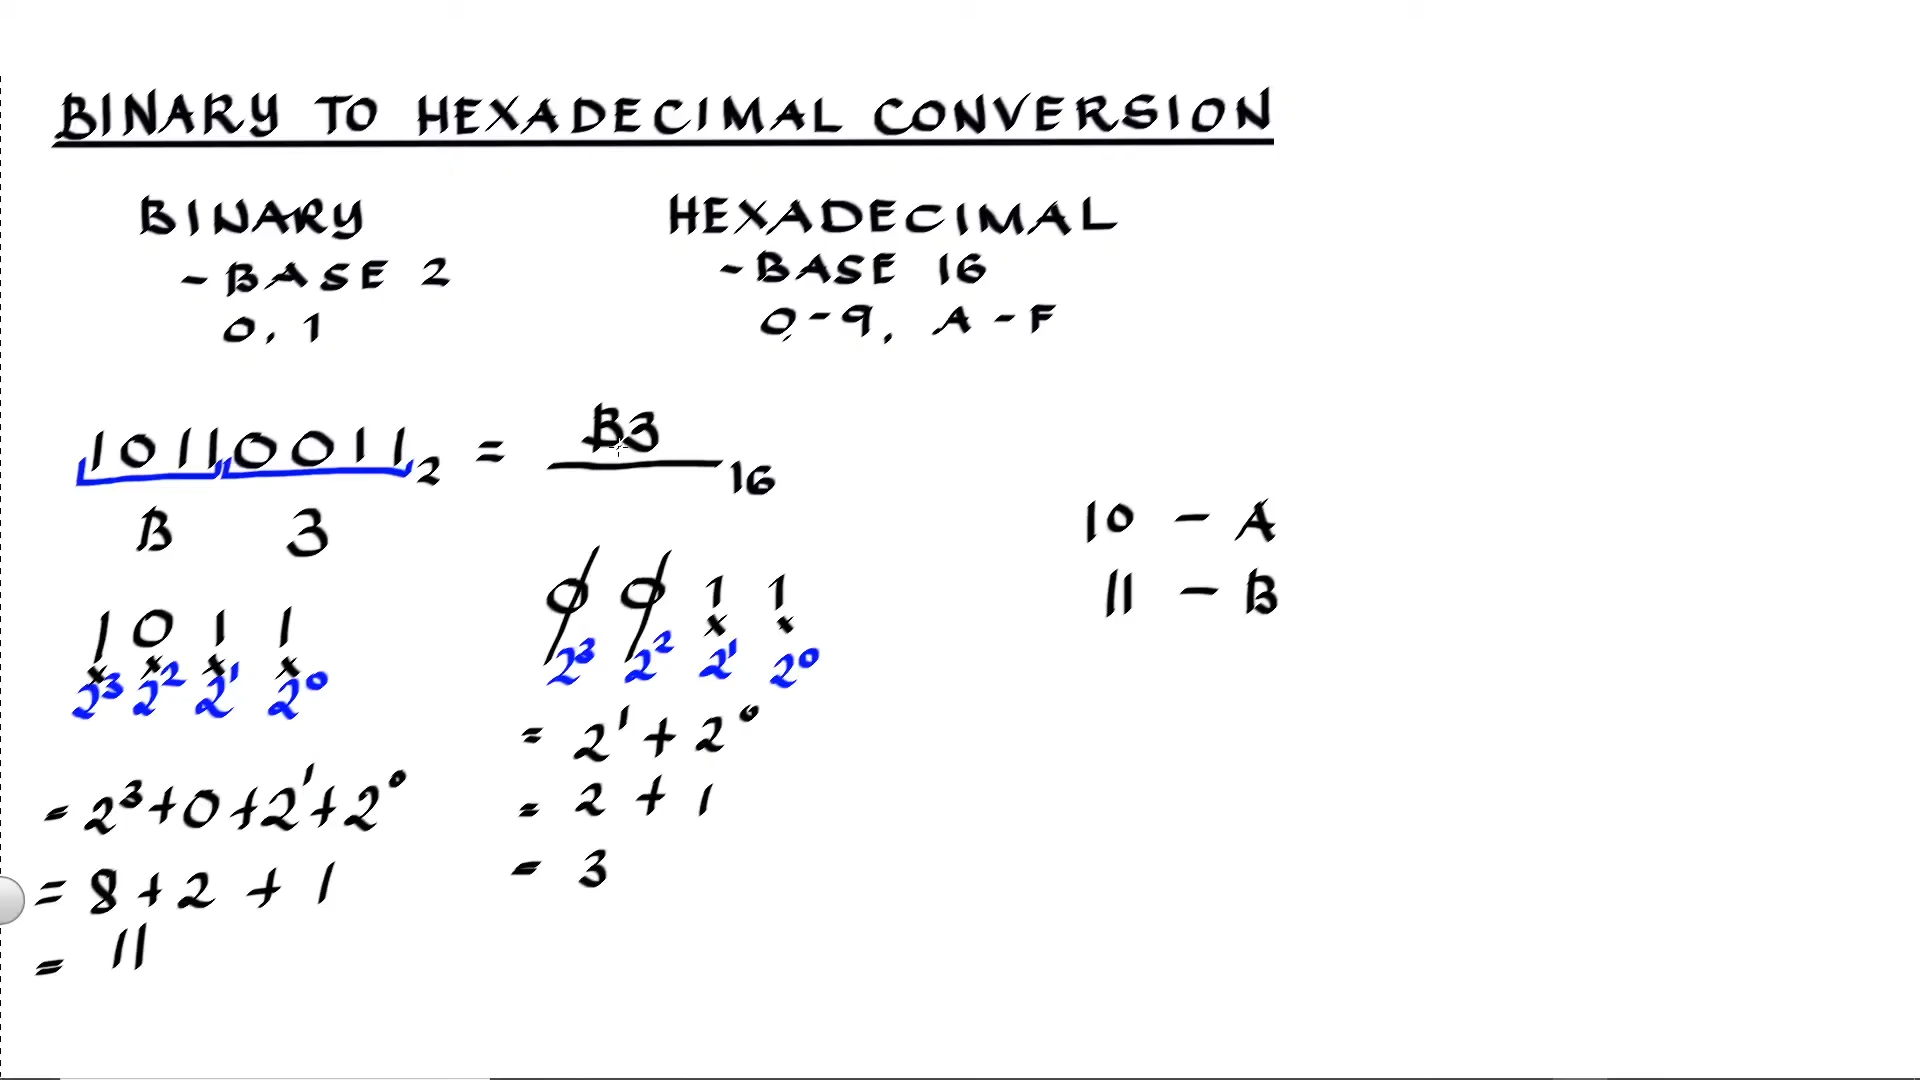 BINARY TO HEXADECIMAL CONVERSION
BINARY
- BASE 2
0, 1
HEXADECIMAL
- BASE 16
0-9, A-F
10110011₂ = B3₁₆
B 3
1 0 1 1
x x x x
2³ 2² 2¹ 2⁰
= 2³+0+2¹+2⁰
= 8+2+1
= 11
0 0 1 1
x x
2³ 2² 2¹ 2⁰
= 2¹+2⁰
= 2+1
= 3
10 - A
11 - B